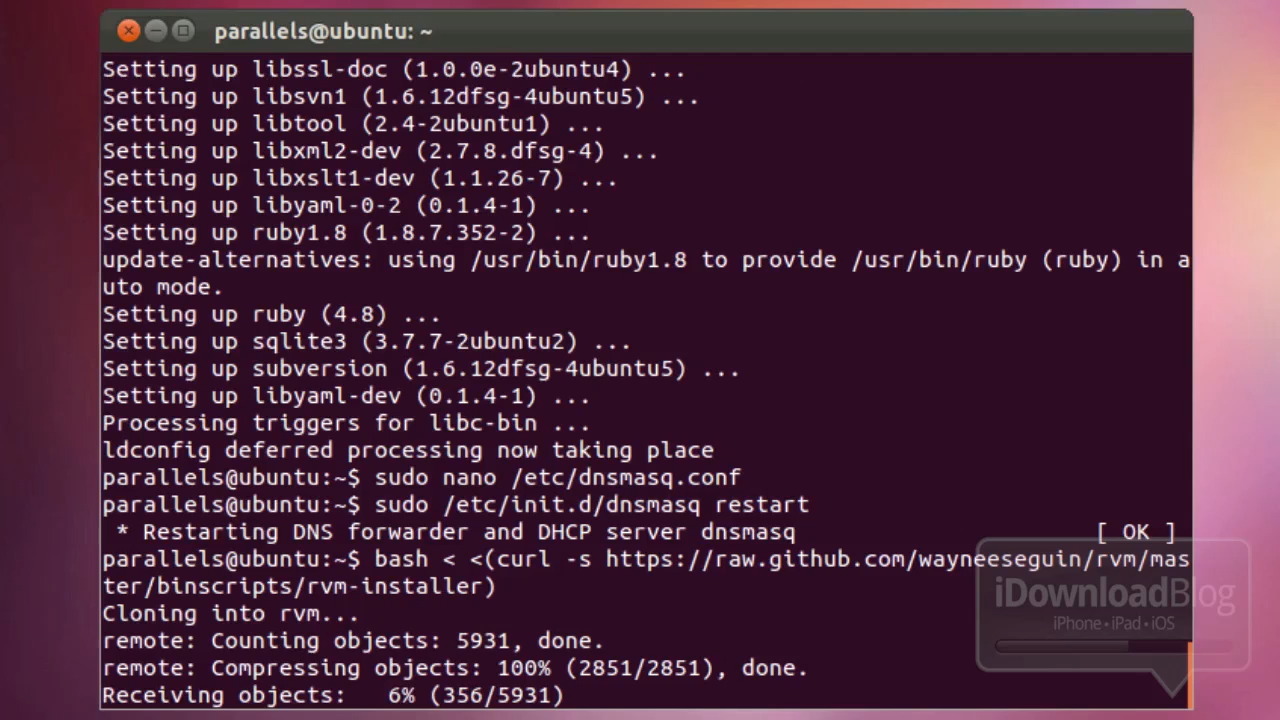 parallels@ubuntu: ~
Setting up libssl-doc (1.0.0e-2ubuntu4) ...
Setting up libsvn1 (1.6.12dfsg-4ubuntu5) ...
Setting up libtool (2.4-2ubuntu1) ...
Setting up libxml2-dev (2.7.8.dfsg-4) ...
Setting up libxslt1-dev (1.1.26-7) ...
Setting up libyaml-0-2 (0.1.4-1) ...
Setting up ruby1.8 (1.8.7.352-2) ...
update-alternatives: using /usr/bin/ruby1.8 to provide /usr/bin/ruby (ruby) in a
uto mode.
Setting up ruby (4.8) ...
Setting up sqlite3 (3.7.7-2ubuntu2) ...
Setting up subversion (1.6.12dfsg-4ubuntu5) ...
Setting up libyaml-dev (0.1.4-1) ...
Processing triggers for libc-bin ...
ldconfig deferred processing now taking place
parallels@ubuntu:~$ sudo nano /etc/dnsmasq.conf
parallels@ubuntu:~$ sudo /etc/init.d/dnsmasq restart
 * Restarting DNS forwarder and DHCP server dnsmasq [ OK ]
parallels@ubuntu:~$ bash < <(curl -s https://raw.github.com/wayneeseguin/rvm/mas
ter/binscripts/rvm-installer)
Cloning into rvm...
remote: Counting objects: 5931, done.
remote: Compressing objects: 100% (2851/2851), done.
Receiving objects:   6% (356/5931)
iDownloadBlog
iPhone • iPad • iOS